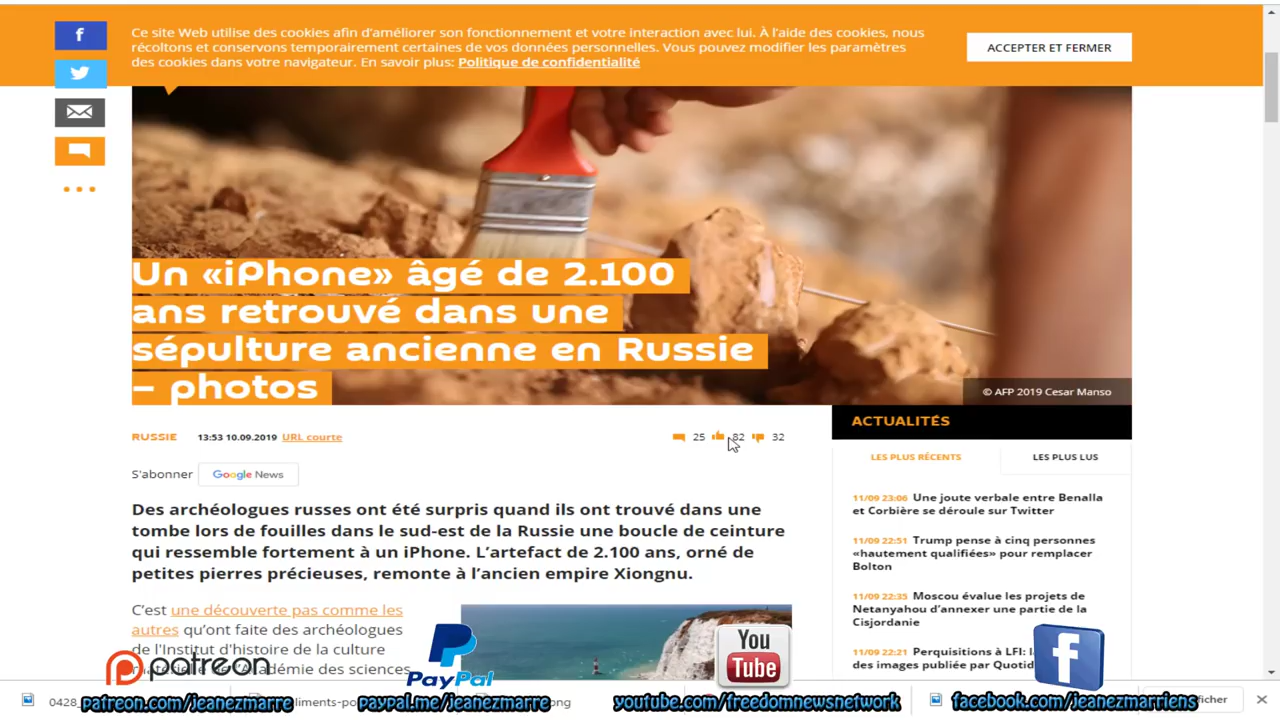 f
Ce site Web utilise des cookies afin d'améliorer son fonctionnement et votre interaction avec lui. À l'aide des cookies, nous
récoltons et conservons temporairement certaines de vos données personnelles. Vous pouvez modifier les paramètres
des cookies dans votre navigateur. En savoir plus: Politique de confidentialité
ACCEPTER ET FERMER
Un «iPhone» âgé de 2.100
ans retrouvé dans une
sépulture ancienne en Russie
– photos
© AFP 2019 Cesar Manso
RUSSIE 13:53 10.09.2019 URL courte
25 82 32
S'abonner Google News
Des archéologues russes ont été surpris quand ils ont trouvé dans une
tombe lors de fouilles dans le sud-est de la Russie une boucle de ceinture
qui ressemble fortement à un iPhone. L'artefact de 2.100 ans, orné de
petites pierres précieuses, remonte à l'ancien empire Xiongnu.
C'est une découverte pas comme les
autres qu'ont faite des archéologues
de l'Institut d'histoire de la culture
Académie des sciences
ACTUALITÉS
LES PLUS RÉCENTS LES PLUS LUS
11/09 23:06 Une joute verbale entre Benalla
et Corbière se déroule sur Twitter
11/09 22:51 Trump pense à cinq personnes
«hautement qualifiées» pour remplacer
Bolton
11/09 22:35 Moscou évalue les projets de
Netanyahou d'annexer une partie de la
Cisjordanie
11/09 22:21 Perquisitions à LFI:
des images publiée par
patreon
PayPal
You
Tube
f
0428
patreon.com/jeanezmarre
paypal.me/jeanezmarre
png
youtube.com/freedomnewsnetwork
facebook.com/jeanezmarriens